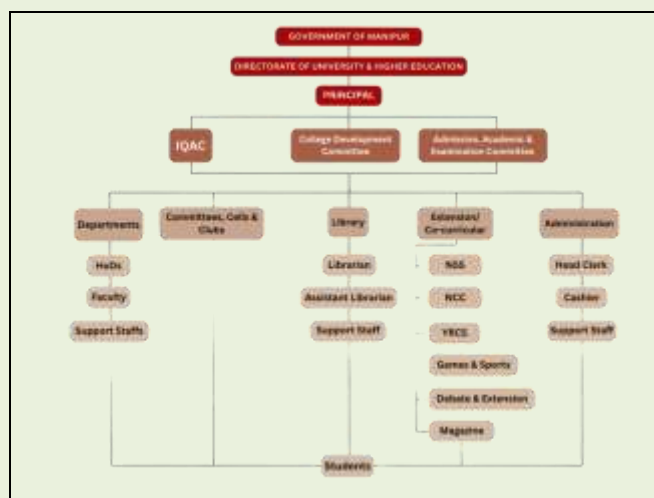 GOVERNMENT OF MANIPUR
DIRECTORATE OF UNIVERSITY & HIGHER EDUCATION
PRINCIPAL
IQAC
College Development
Committee
Admission, Academic &
Examination Committee
Departments
Committees, Cells &
Clubs
Library
Extension/
Co-curricular
Administration
HoDs
Librarian
NSS
Head Clerk
Faculty
Assistant Librarian
NCC
Cashier
Support Staffs
Support Staff
YRCS
Support Staff
Games & Sports
Debate & Extension
Magazine
Students